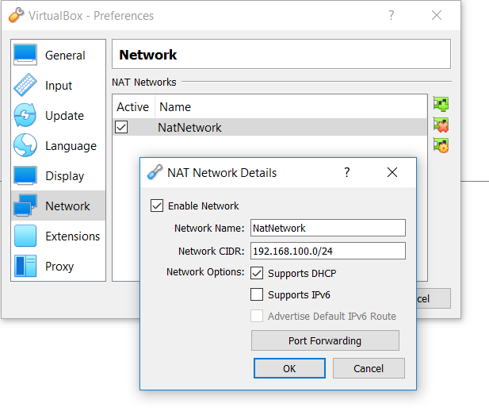 VirtualBox - Preferences ?
General
Input
Update
Language
Display
Network
Extensions
Proxy
Network
NAT Networks
Active Name
NatNetwork
NAT Network Details ?
Enable Network
Network Name: NatNetwork
Network CIDR: 192.168.100.0/24
Network Options: Supports DHCP
Supports IPv6
Advertise Default IPv6 Route
Port Forwarding
OK Cancel
cel